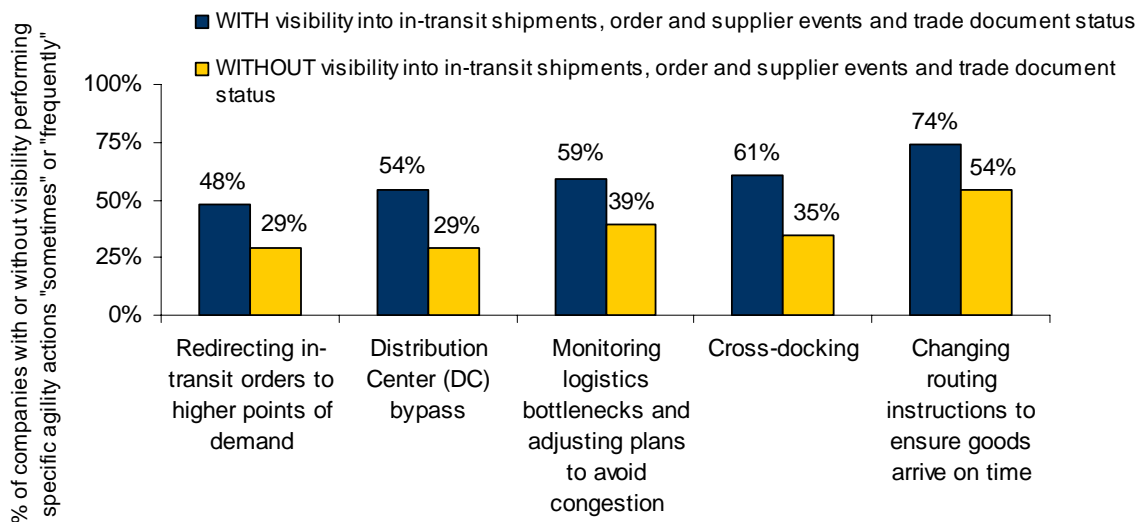 % of companies with or without visibility performing
specific agility actions "sometimes" or "frequently"
WITH visibility into in-transit shipments, order and supplier events and trade document status
WITHOUT visibility into in-transit shipments, order and supplier events and trade document
status
100%
75%
50%
25%
0%
48%
29%
54%
29%
59%
39%
61%
35%
74%
54%
Redirecting in-
transit orders to
higher points of
demand
Distribution
Center (DC)
bypass
Monitoring
logistics
bottlenecks and
adjusting plans
to avoid
congestion
Cross-docking
Changing
routing
instructions to
ensure goods
arrive on time